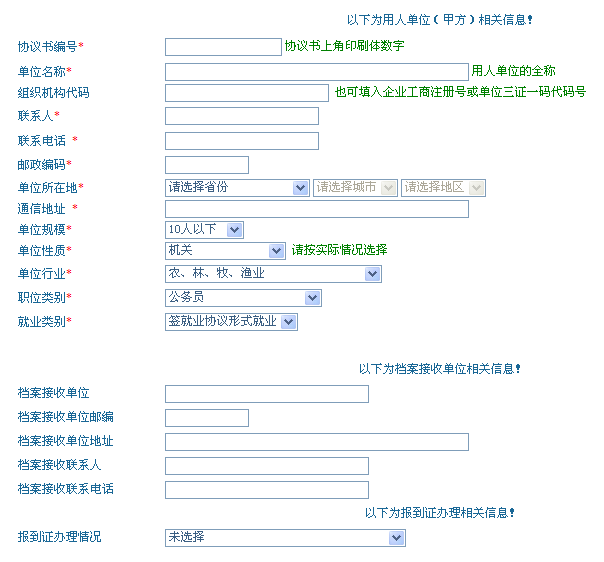 以下为用人单位（甲方）相关信息！
协议书编号* 协议书上角印刷体数字
单位名称* 用人单位的全称
组织机构代码 也可填入企业工商注册号或单位三证一码代码号
联系人*
联系电话 *
邮政编码*
单位所在地* 请选择省份 请选择城市 请选择地区
通信地址 *
单位规模* 10人以下
单位性质* 机关 请按实际情况选择
单位行业* 农、林、牧、渔业
职位类别* 公务员
就业类别* 签就业协议形式就业
以下为档案接收单位相关信息！
档案接收单位
档案接收单位邮编
档案接收单位地址
档案接收联系人
档案接收联系电话
以下为报到证办理相关信息！
报到证办理情况 未选择